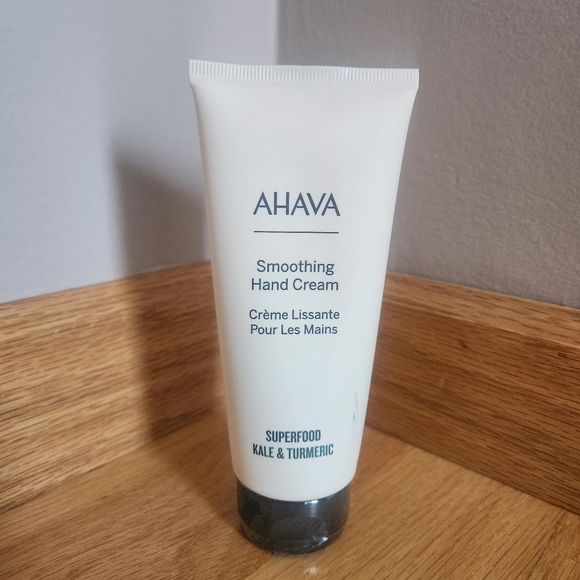 AHAVA
Smoothing
Hand Cream
Crème Lissante
Pour Les Mains
SUPERFOOD
KALE & TURMERIC